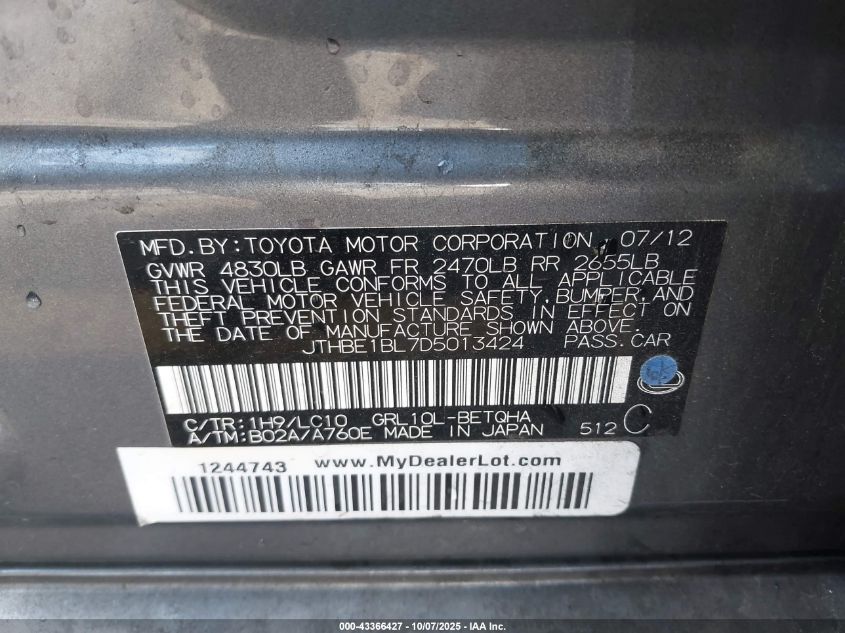 MFD. BY: TOYOTA MOTOR CORPORATION 07/12
GVWR 4830LB GAWR FR 2470LB RR 2655LB
THIS VEHICLE CONFORMS TO ALL APPLICABLE
FEDERAL MOTOR VEHICLE SAFETY, BUMPER, AND
THEFT PREVENTION STANDARDS IN EFFECT ON
THE DATE OF MANUFACTURE SHOWN ABOVE.
JTHBE1BL7D5013424 PASS. CAR
C/TR: 1H9/LC10 GRL10L-BETQHA
A/TM: B02A/A760E MADE IN JAPAN 512 C
1244743 www.MyDealerLot.com
000-43366427 - 10/07/2025 - IAA Inc.